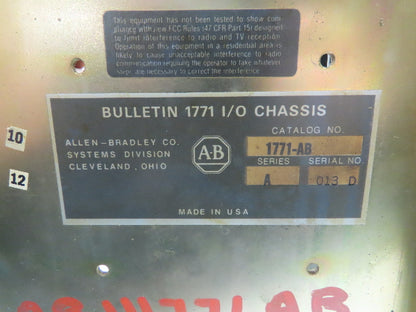 This equipment has not been tested to show com
pliance with new FCC Rules (47 CFR Part 15) designed
to limit interference to radio and TV reception.
Operation of this equipment in a residential area is
likely to cause unacceptable interference to radio
communications requiring the operator to take whatever
steps are necessary to correct the interference
BULLETIN 1771 I/O CHASSIS
CATALOG NO.
ALLEN-BRADLEY CO.
SYSTEMS DIVISION
CLEVELAND, OHIO
A-B
1771-AB
SERIES SERIAL NO
A 013 D
MADE IN USA
10
12
1771 AB